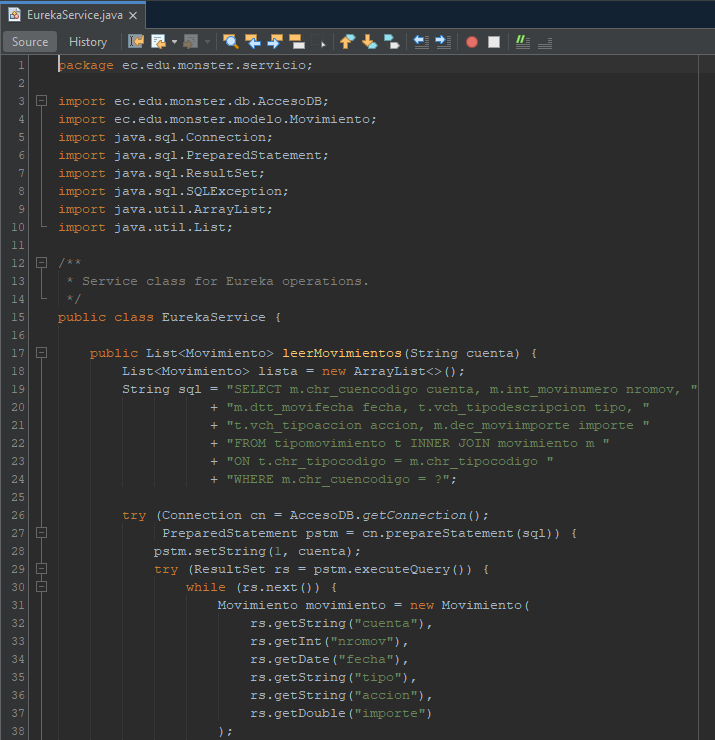 EurekaService.java ×
Source History
1 package ec.edu.monster.servicio;
2
3 import ec.edu.monster.db.AccesoDB;
4 import ec.edu.monster.modelo.Movimiento;
5 import java.sql.Connection;
6 import java.sql.PreparedStatement;
7 import java.sql.ResultSet;
8 import java.sql.SQLException;
9 import java.util.ArrayList;
10 import java.util.List;
11
12 /**
13  * Service class for Eureka operations.
14  */
15 public class EurekaService {
16
17     public List<Movimiento> leerMovimientos(String cuenta) {
18         List<Movimiento> lista = new ArrayList<>();
19         String sql = "SELECT m.chr_cuencodigo cuenta, m.int_movinumero nromov, "
20                    + "m.dtt_movifecha fecha, t.vch_tipodescripcion tipo, "
21                    + "t.vch_tipoaccion accion, m.dec_moviimporte importe "
22                    + "FROM tipomovimiento t INNER JOIN movimiento m "
23                    + "ON t.chr_tipocodigo = m.chr_tipocodigo "
24                    + "WHERE m.chr_cuencodigo = ?";
25
26         try (Connection cn = AccesoDB.getConnection();
27              PreparedStatement pstm = cn.prepareStatement(sql)) {
28             pstm.setString(1, cuenta);
29             try (ResultSet rs = pstm.executeQuery()) {
30                 while (rs.next()) {
31                     Movimiento movimiento = new Movimiento(
32                         rs.getString("cuenta"),
33                         rs.getInt("nromov"),
34                         rs.getDate("fecha"),
35                         rs.getString("tipo"),
36                         rs.getString("accion"),
37                         rs.getDouble("importe")
38                     );